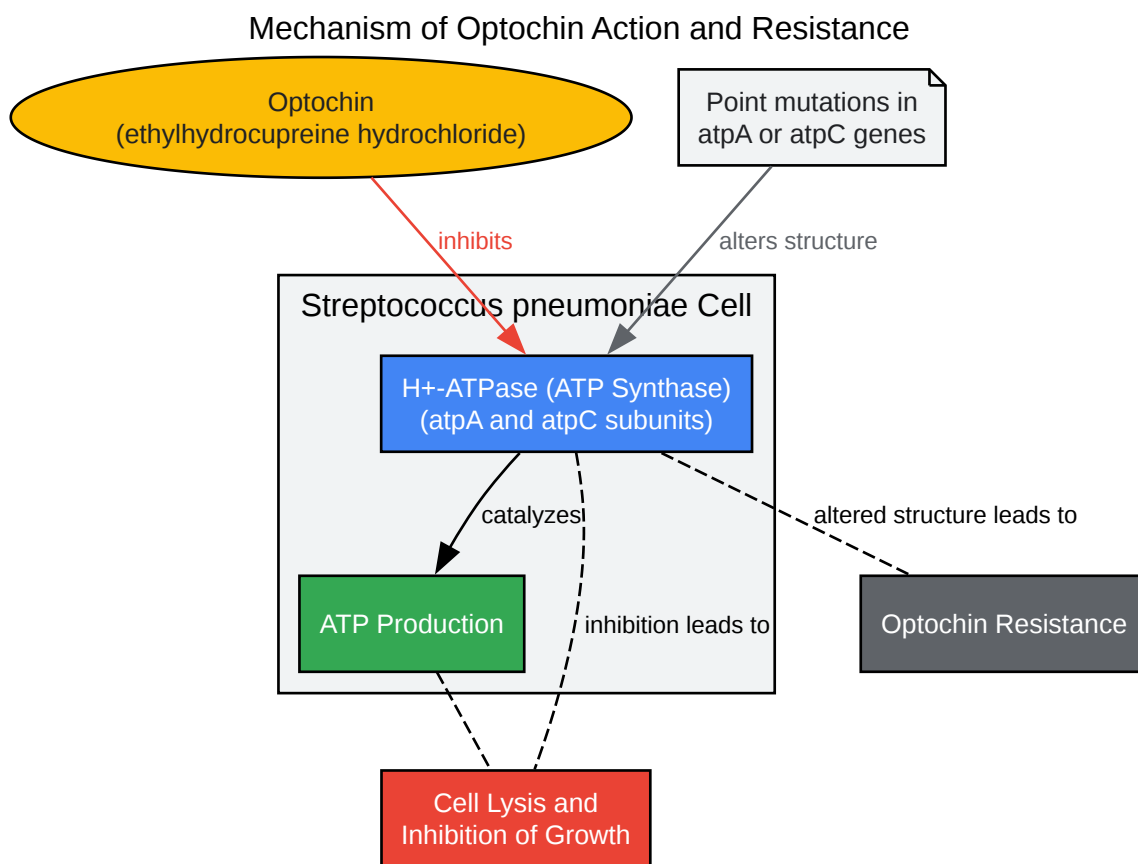 Mechanism of Optochin Action and Resistance
Optochin
(ethylhydrocupreine hydrochloride)
Point mutations in
atpA or atpC genes
inhibits
alters structure
Streptococcus pneumoniae Cell
H+-ATPase (ATP Synthase)
(atpA and atpC subunits)
catalyzes
altered structure leads to
ATP Production
inhibition leads to
Optochin Resistance
Cell Lysis and
Inhibition of Growth